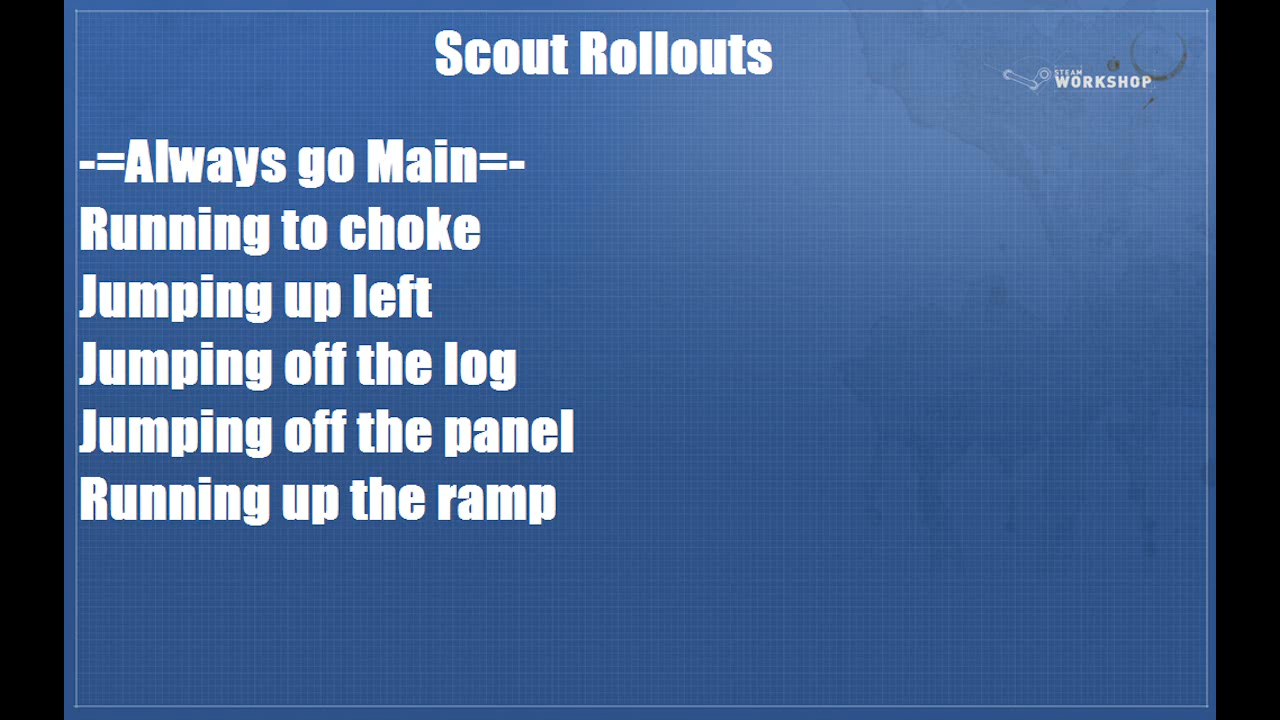 Scout Rollouts
STEAM
WORKSHOP
-=Always go Main=-
Running to choke
Jumping up left
Jumping off the log
Jumping off the panel
Running up the ramp